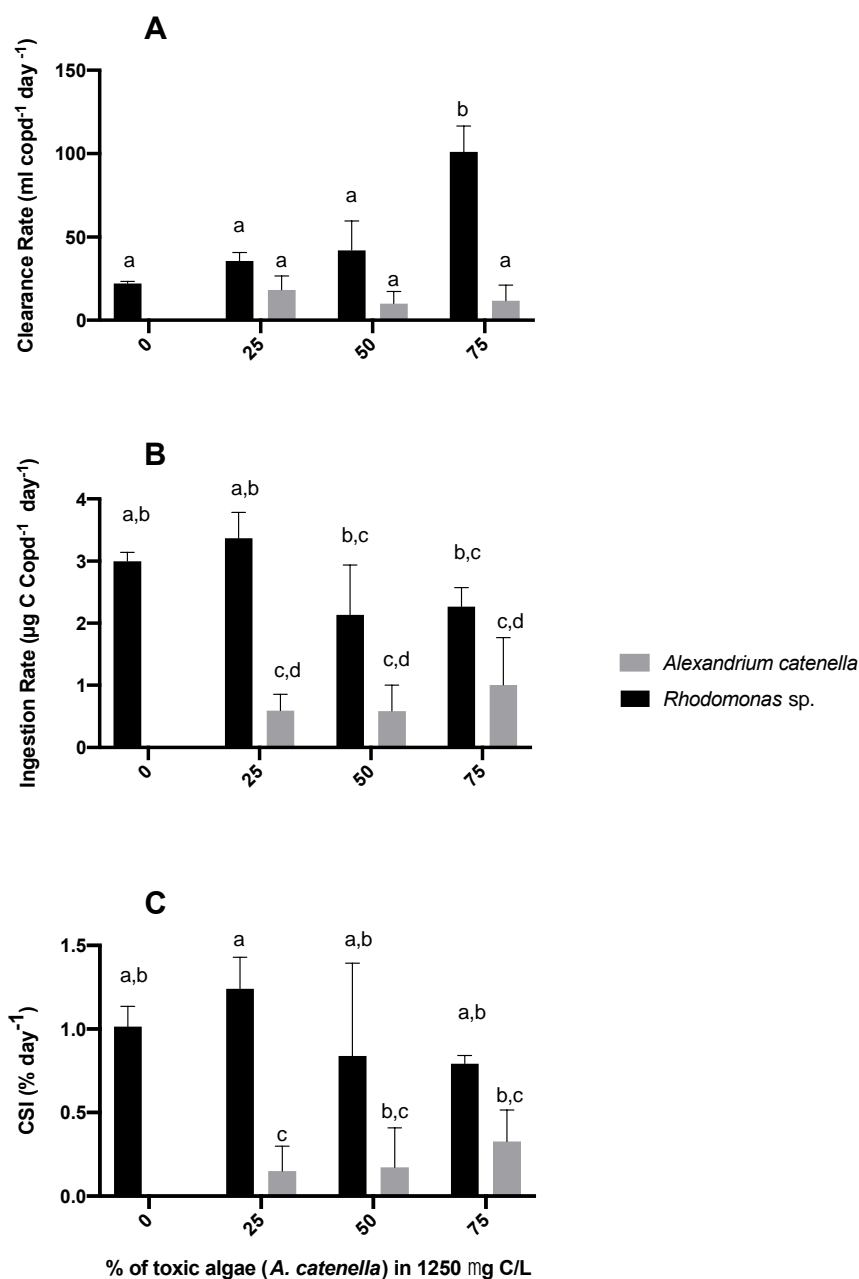 A
Clearance Rate (ml copd-1 day -1)
150
100
50
0
a
a
a
a
a
b
a
0
25
50
75
B
Ingestion Rate (µg C Copd-1 day-1)
4
3
2
1
0
a,b
a,b
c,d
b,c
c,d
b,c
c,d
0
25
50
75
Alexandrium catenella
Rhodomonas sp.
C
CSI (% day-1)
1.5
1.0
0.5
0.0
a,b
a
c
a,b
b,c
a,b
b,c
0
25
50
75
% of toxic algae (A. catenella) in 1250 mg C/L